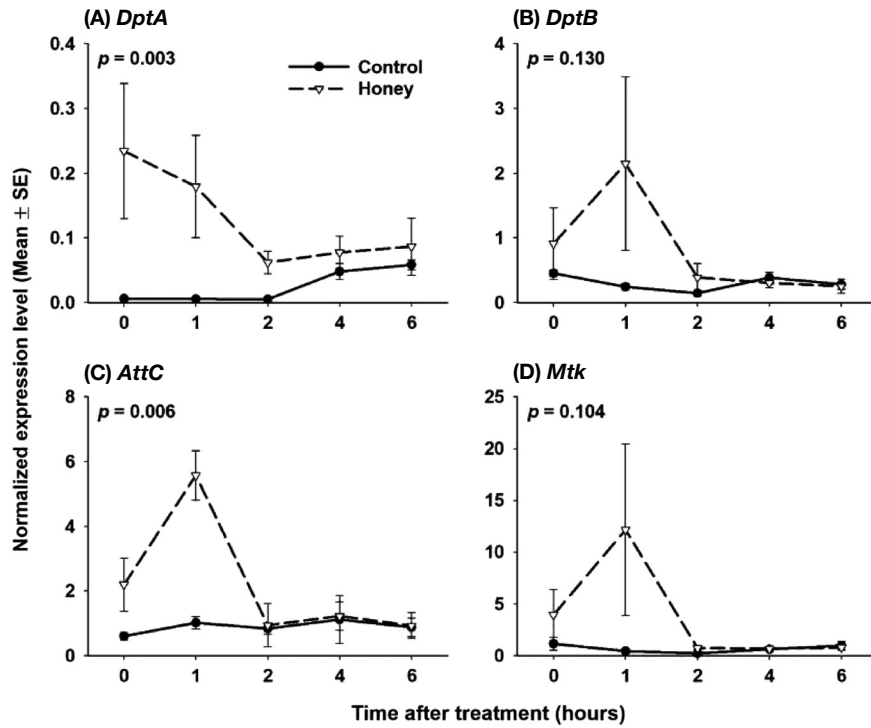 (A) DptA
(B) DptB
0.4
0.3
0.2
0.1
0.0
p = 0.003
Control
Honey
0 1 2 4 6
4
3
2
1
0
p = 0.130
0 1 2 4 6
(C) AttC
(D) Mtk
8
6
4
2
0
p = 0.006
0 1 2 4 6
25
20
15
10
5
0
p = 0.104
0 1 2 4 6
Normalized expression level (Mean ± SE)
Time after treatment (hours)